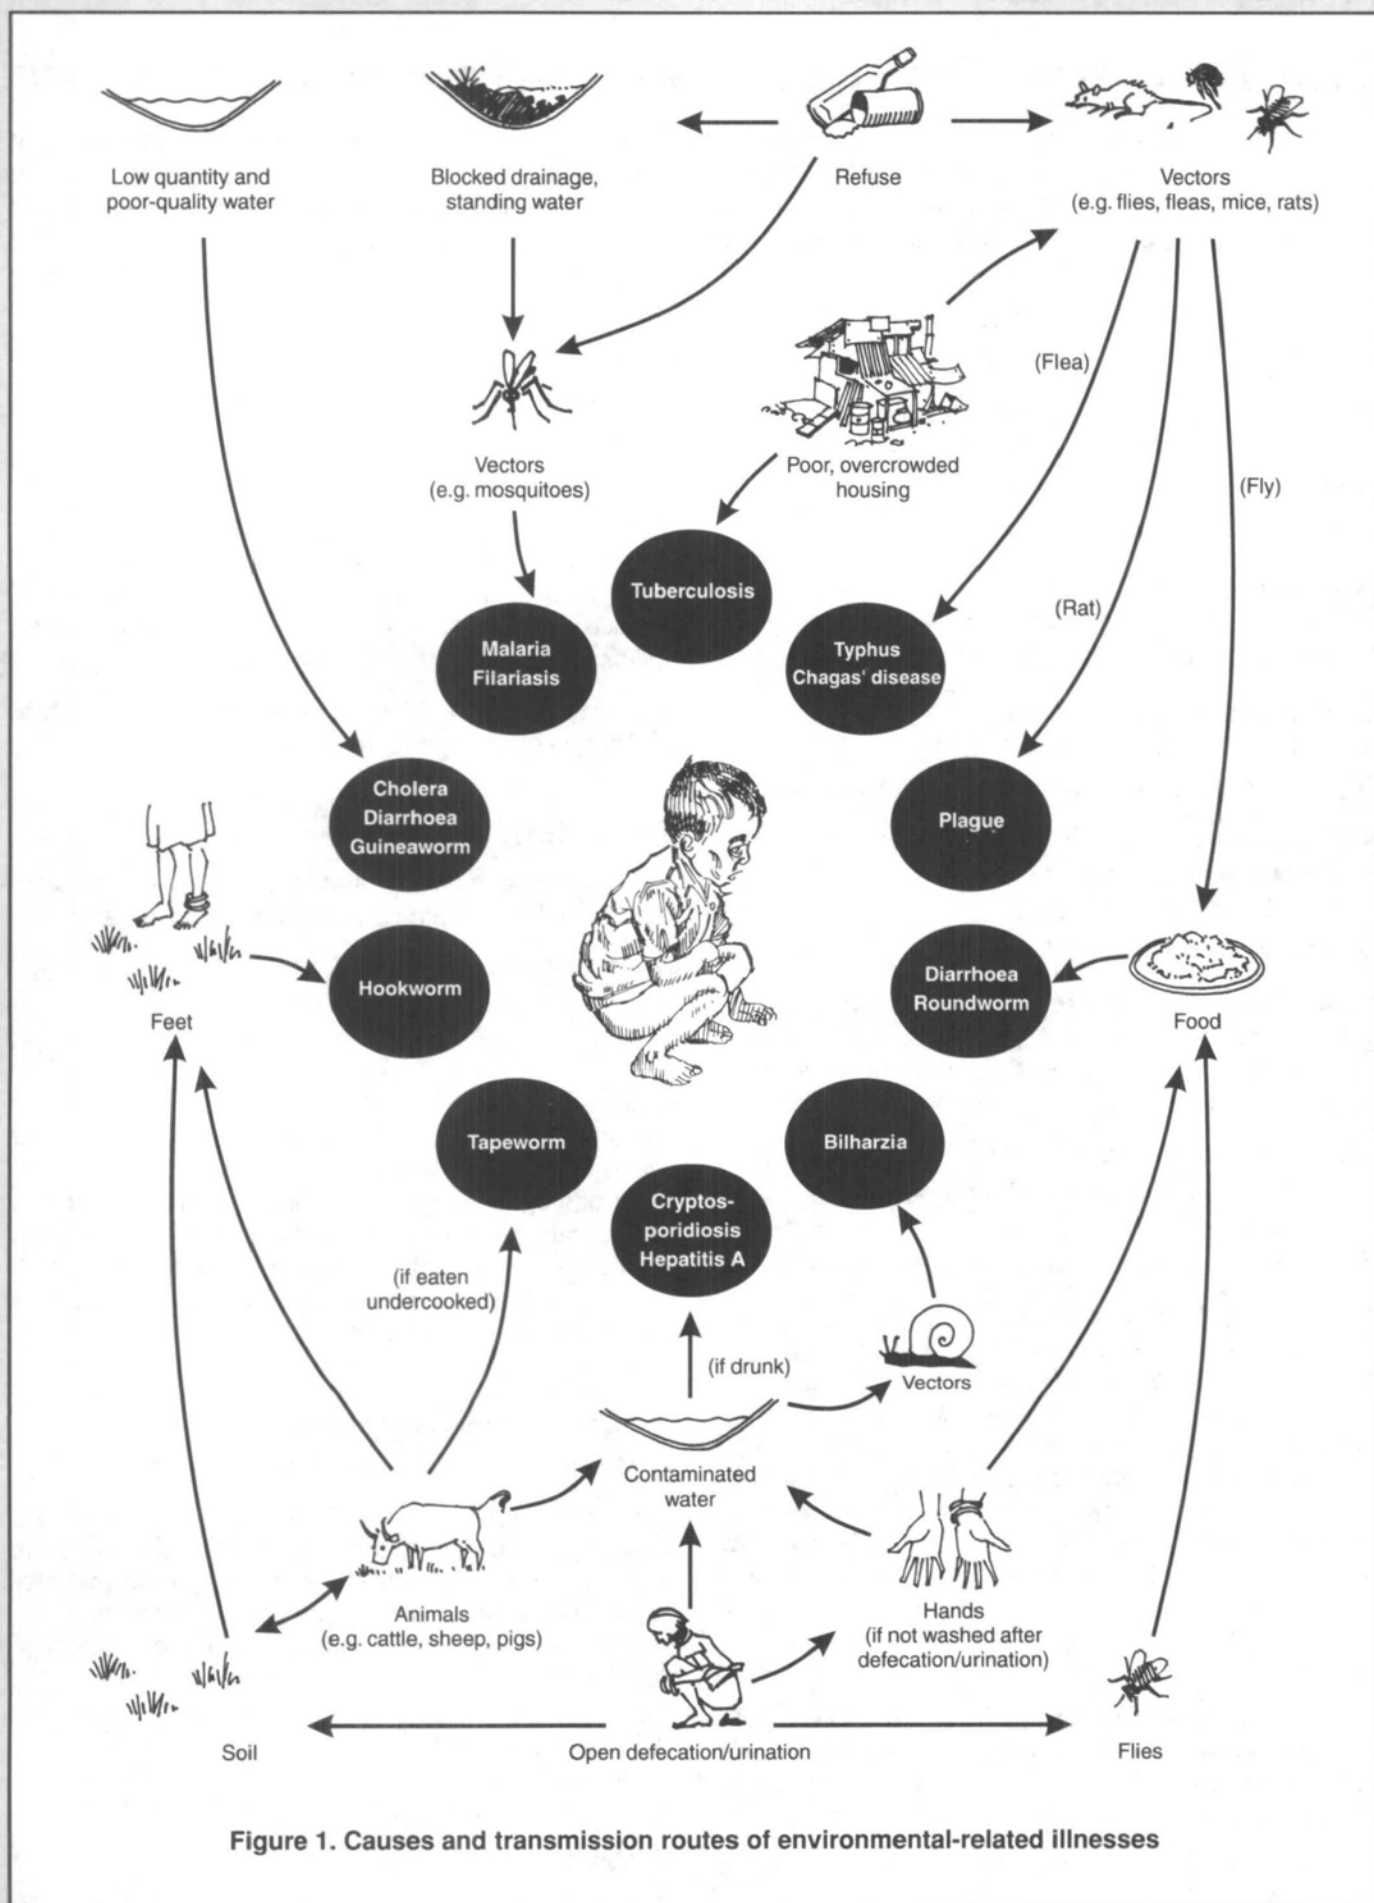 Low quantity and
poor-quality water
Blocked drainage,
standing water
Refuse
Vectors
(e.g. flies, fleas, mice, rats)
(Flea)
Vectors
(e.g. mosquitoes)
Poor, overcrowded
housing
(Fly)
Tuberculosis
(Rat)
Malaria
Filariasis
Typhus
Chagas' disease
Cholera
Diarrhoea
Guineaworm
Plague
Hookworm
Diarrhoea
Roundworm
Feet
Food
Tapeworm
Bilharzia
Cryptos-
poridiosis
Hepatitis A
(if eaten
undercooked)
(if drunk)
Vectors
Contaminated
water
Animals
(e.g. cattle, sheep, pigs)
Hands
(if not washed after
defecation/urination)
Soil
Open defecation/urination
Flies
Figure 1. Causes and transmission routes of environmental-related illnesses